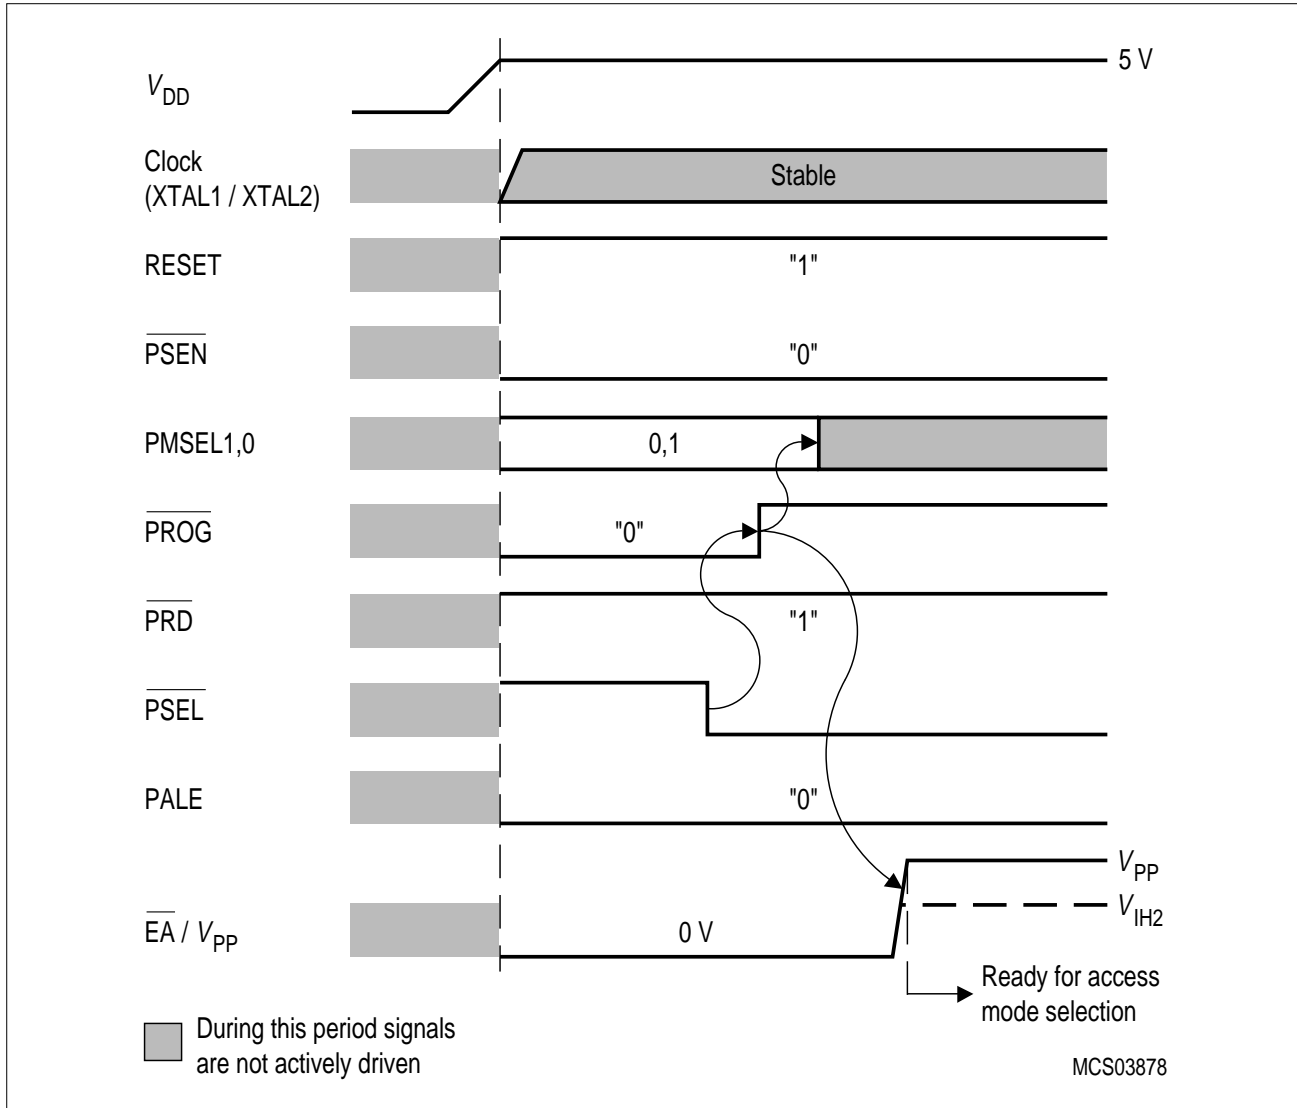 V_DD
5 V
Clock
(XTAL1 / XTAL2)
Stable
RESET
"1"
PSEN
"0"
PMSEL1,0
0,1
PROG
"0"
PRD
"1"
PSEL
PALE
"0"
V_PP
V_IH2
EA / V_PP
0 V
Ready for access
mode selection
During this period signals
are not actively driven
MCS03878